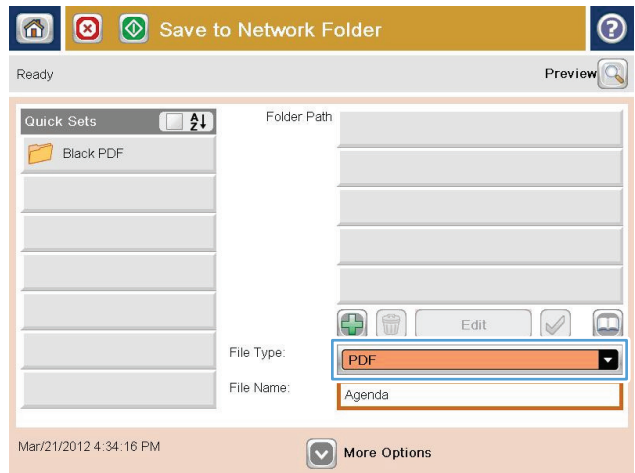 Save to Network Folder
?
Ready
Preview
Quick Sets
A
Z
Folder Path
Black PDF
Edit
File Type:
PDF
File Name:
Agenda
Mar/21/2012 4:34:16 PM
More Options